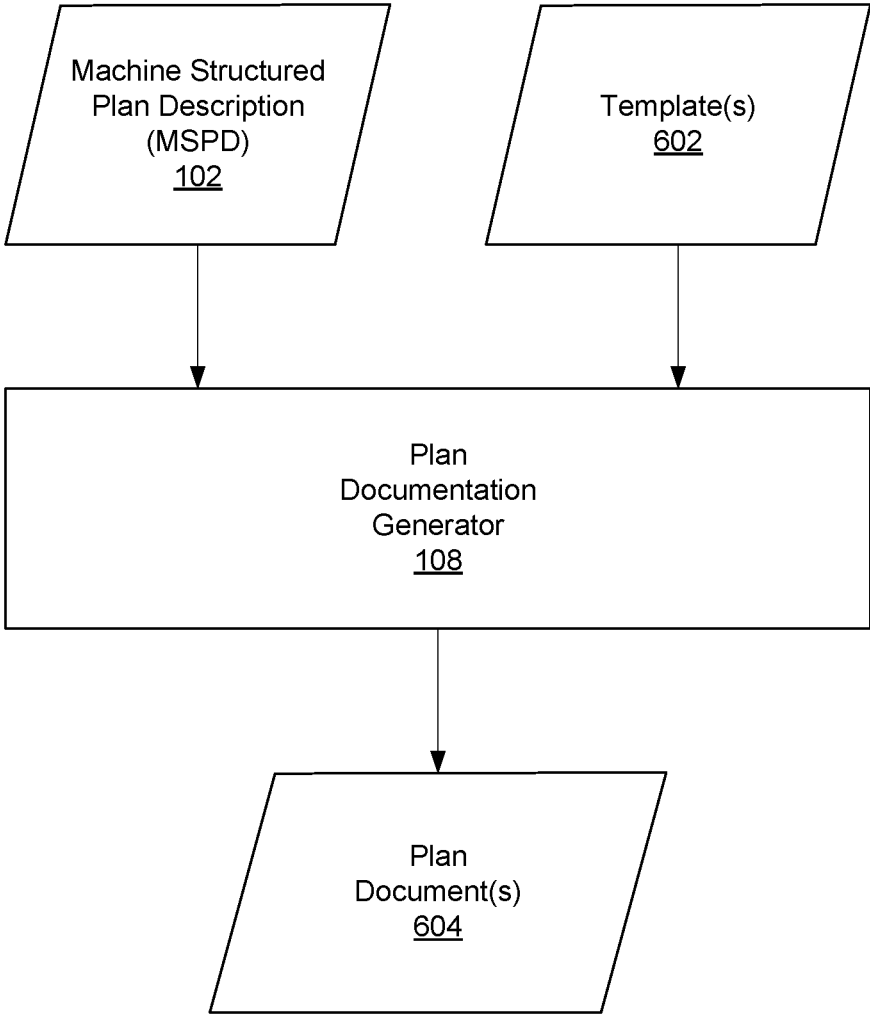 Machine Structured
Plan Description
(MSPD)
102
Template(s)
602
Plan
Documentation
Generator
108
Plan
Document(s)
604